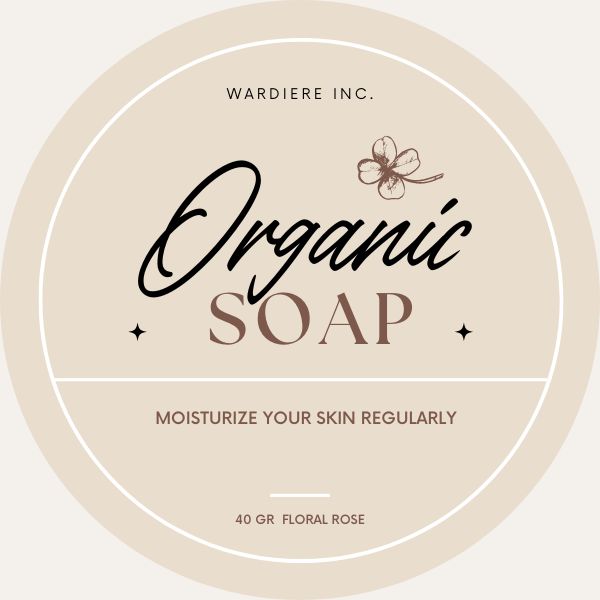 WARDIERE INC.
Organic
SOAP
MOISTURIZE YOUR SKIN REGULARLY
40 GR FLORAL ROSE